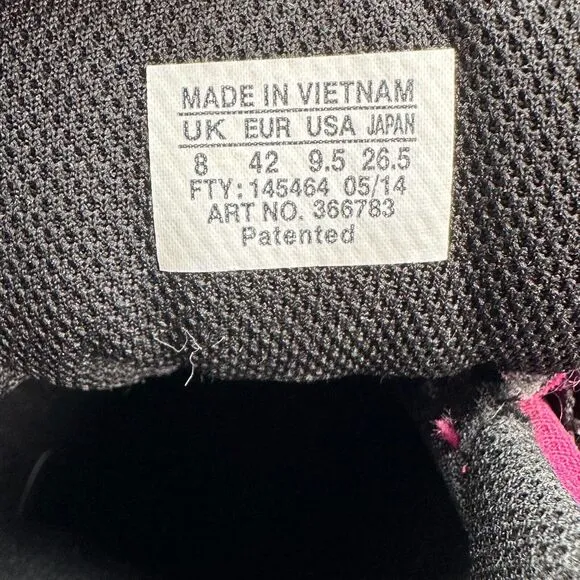 MADE IN VIETNAM
UK EUR USA JAPAN
8 42 9.5 26.5
FTY: 145464 05/14
ART NO. 366783
Patented